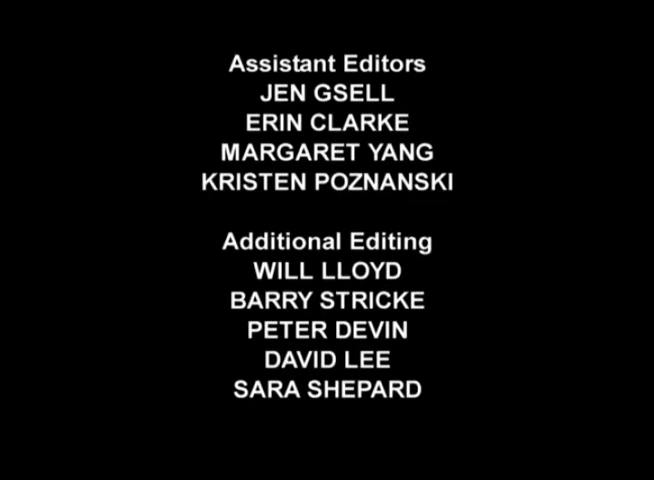 Assistant Editors
JEN GSELL
ERIN CLARKE
MARGARET YANG
KRISTEN POZNANSKI
Additional Editing
WILL LLOYD
BARRY STRICKE
PETER DEVIN
DAVID LEE
SARA SHEPARD